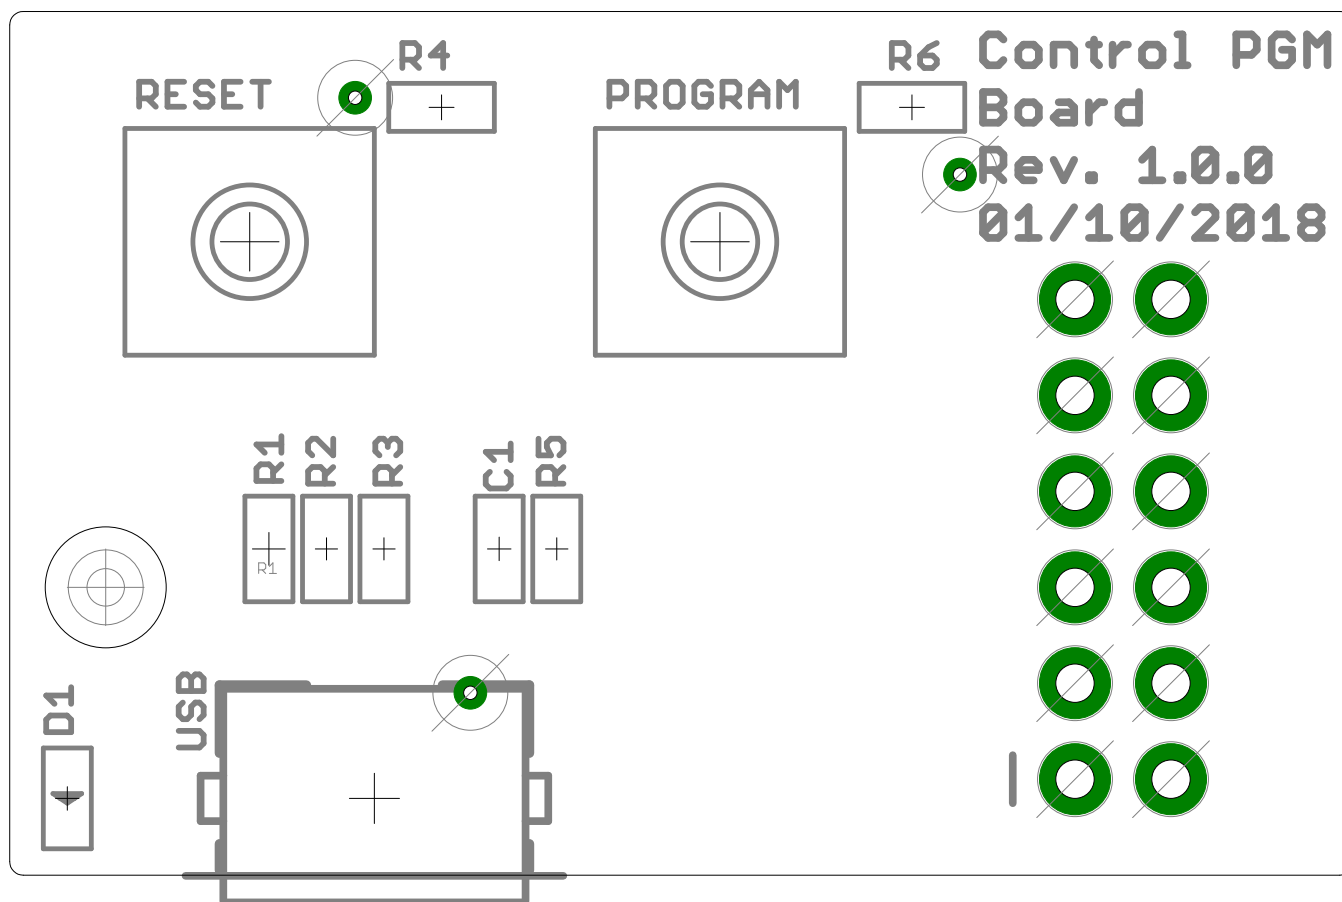 R4
R6
Control PGM
RESET
PROGRAM
Board
Rev. 1.0.0
01/10/2018
R1
R2
R3
C1
R5
R1
USB
D1